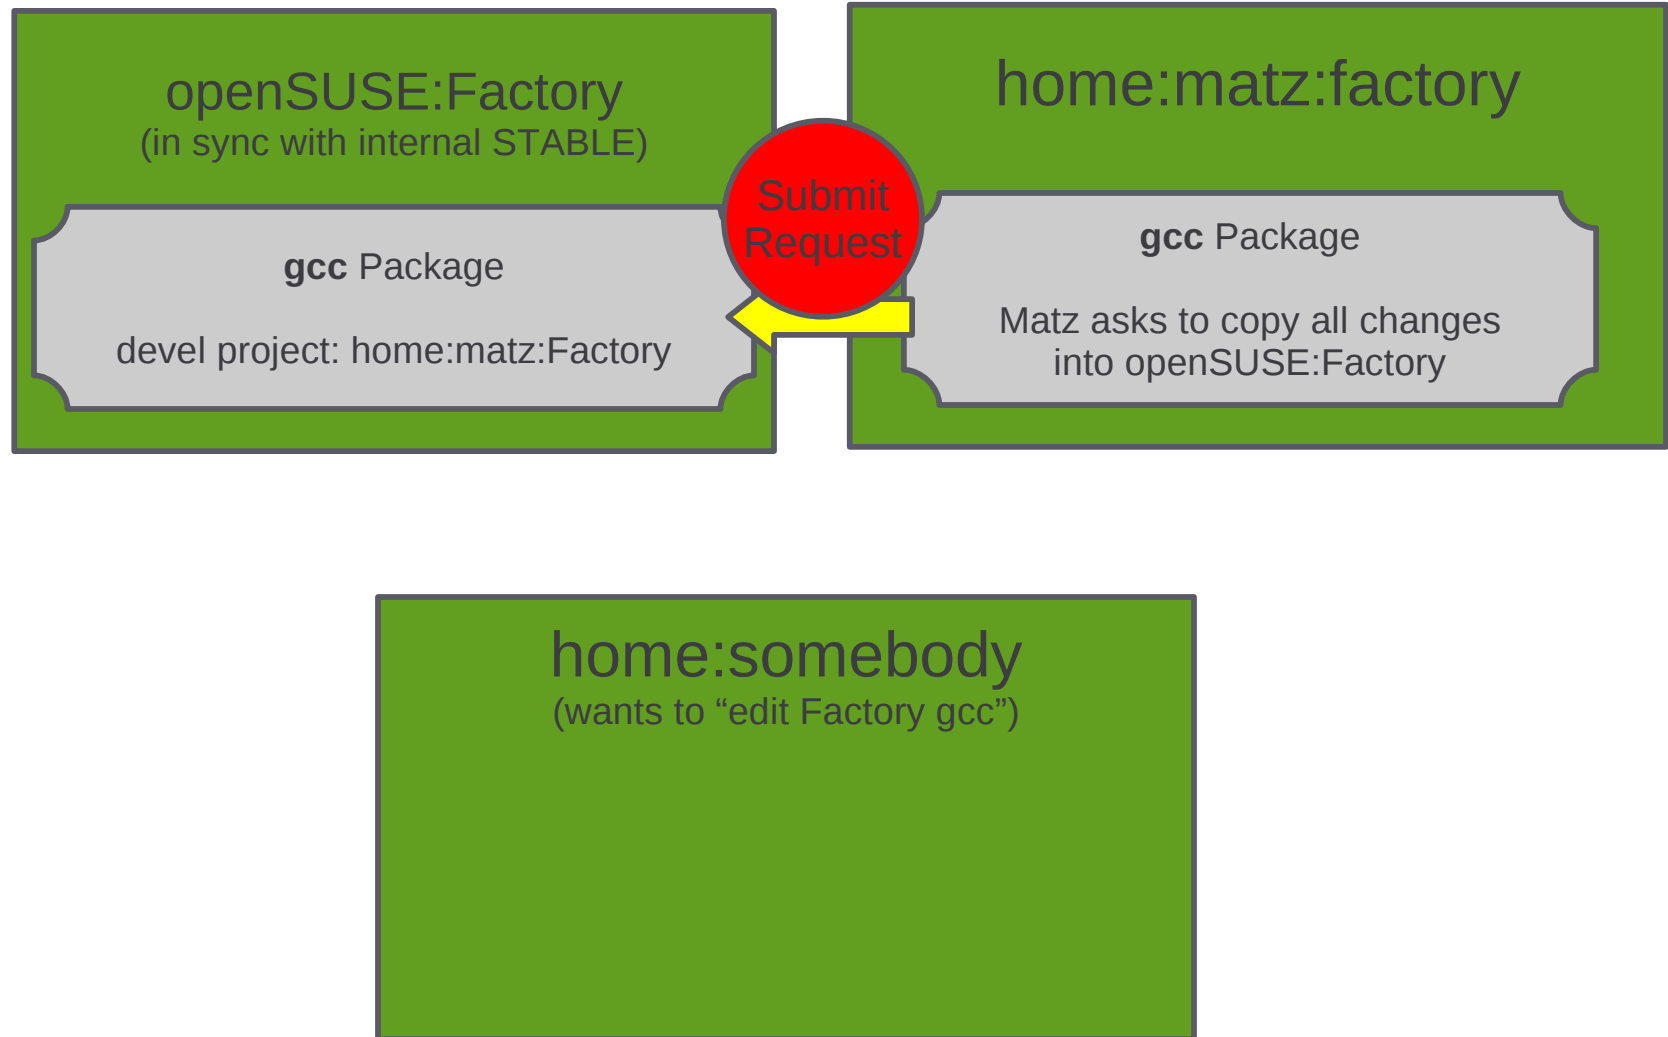 openSUSE:Factory
(in sync with internal STABLE)
gcc Package
devel project: home:matz:Factory
Submit
Request
home:matz:factory
gcc Package
Matz asks to copy all changes
into openSUSE:Factory
home:somebody
(wants to “edit Factory gcc”)